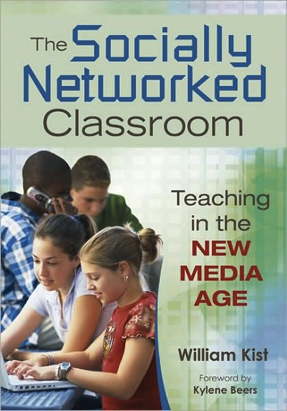 The Socially
Networked
Classroom
Teaching
in the
NEW
MEDIA
AGE
William Kist
Foreword by
Kylene Beers